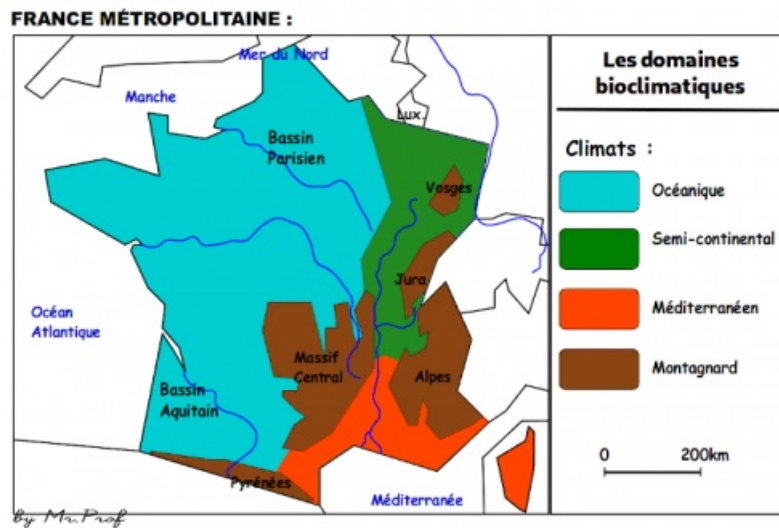 FRANCE MÉTROPOLITAINE :
Mer du Nord
Manche
Lux.
Bassin
Parisien
Vosges
Jura
Océan
Atlantique
Massif
Central
Alpes
Bassin
Aquitain
Pyrénées
Méditerranée
by Mr.Prof
Les domaines
bioclimatiques
Climats :
Océanique
Semi-continental
Méditerranéen
Montagnard
0 200km